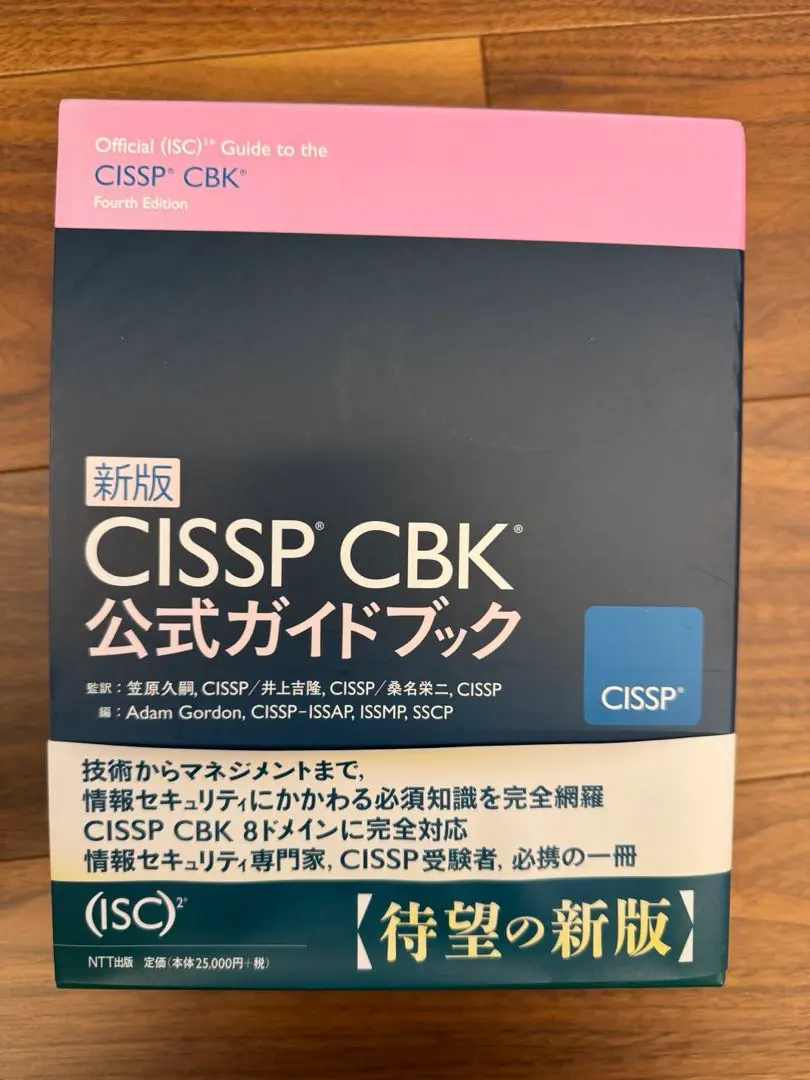 Official (ISC)²® Guide to the
CISSP® CBK®
Fourth Edition
新版
CISSP® CBK®
公式ガイドブック
監訳：笠原久嗣, CISSP／井上吉隆, CISSP／桑名栄二, CISSP
編：Adam Gordon, CISSP-ISSAP, ISSMP, SSCP
CISSP®
技術からマネジメントまで,
情報セキュリティにかかわる必須知識を完全網羅
CISSP CBK 8ドメインに完全対応
情報セキュリティ専門家, CISSP受験者, 必携の一冊
(ISC)²®
【待望の新版】
NTT出版 定価(本体25,000円+税)